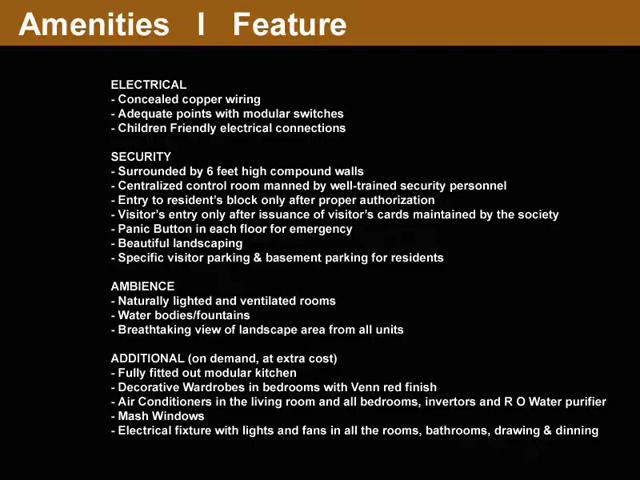 Amenities I Feature
ELECTRICAL
- Concealed copper wiring
- Adequate points with modular switches
- Children Friendly electrical connections
SECURITY
- Surrounded by 6 feet high compound walls
- Centralized control room manned by well-trained security personnel
- Entry to resident's block only after proper authorization
- Visitor's entry only after issuance of visitor's cards maintained by the society
- Panic Button in each floor for emergency
- Beautiful landscaping
- Specific visitor parking & basement parking for residents
AMBIENCE
- Naturally lighted and ventilated rooms
- Water bodies/fountains
- Breathtaking view of landscape area from all units
ADDITIONAL (on demand, at extra cost)
- Fully fitted out modular kitchen
- Decorative Wardrobes in bedrooms with Venn red finish
- Air Conditioners in the living room and all bedrooms, invertors and R O Water purifier
- Mash Windows
- Electrical fixture with lights and fans in all the rooms, bathrooms, drawing & dinning